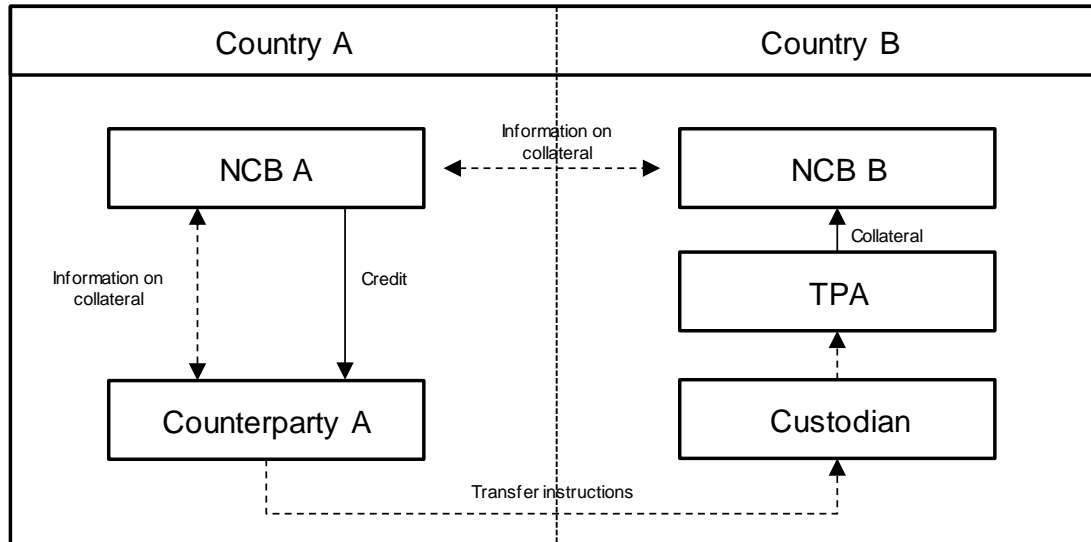 Country A
Country B
NCB A
Information on
collateral
NCB B
Collateral
Information on
collateral
Credit
TPA
Counterparty A
Custodian
Transfer instructions